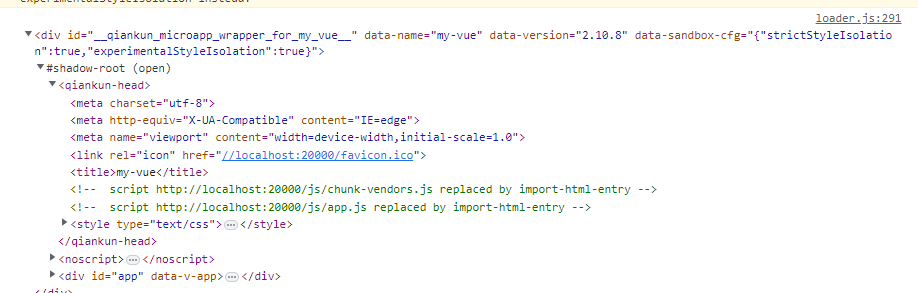 loader.js:291
<div id="__qiankun_microapp_wrapper_for_my_vue__" data-name="my-vue" data-version="2.10.8" data-sandbox-cfg="{"strictStyleIsolatio
n":true,"experimentalStyleIsolation":true}">
#shadow-root (open)
<qiankun-head>
<meta charset="utf-8">
<meta http-equiv="X-UA-Compatible" content="IE=edge">
<meta name="viewport" content="width=device-width,initial-scale=1.0">
<link rel="icon" href="//localhost:20000/favicon.ico">
<title>my-vue</title>
<!--  script http://localhost:20000/js/chunk-vendors.js replaced by import-html-entry -->
<!--  script http://localhost:20000/js/app.js replaced by import-html-entry -->
<style type="text/css">…</style>
</qiankun-head>
<noscript>…</noscript>
<div id="app" data-v-app>…</div>
</div>